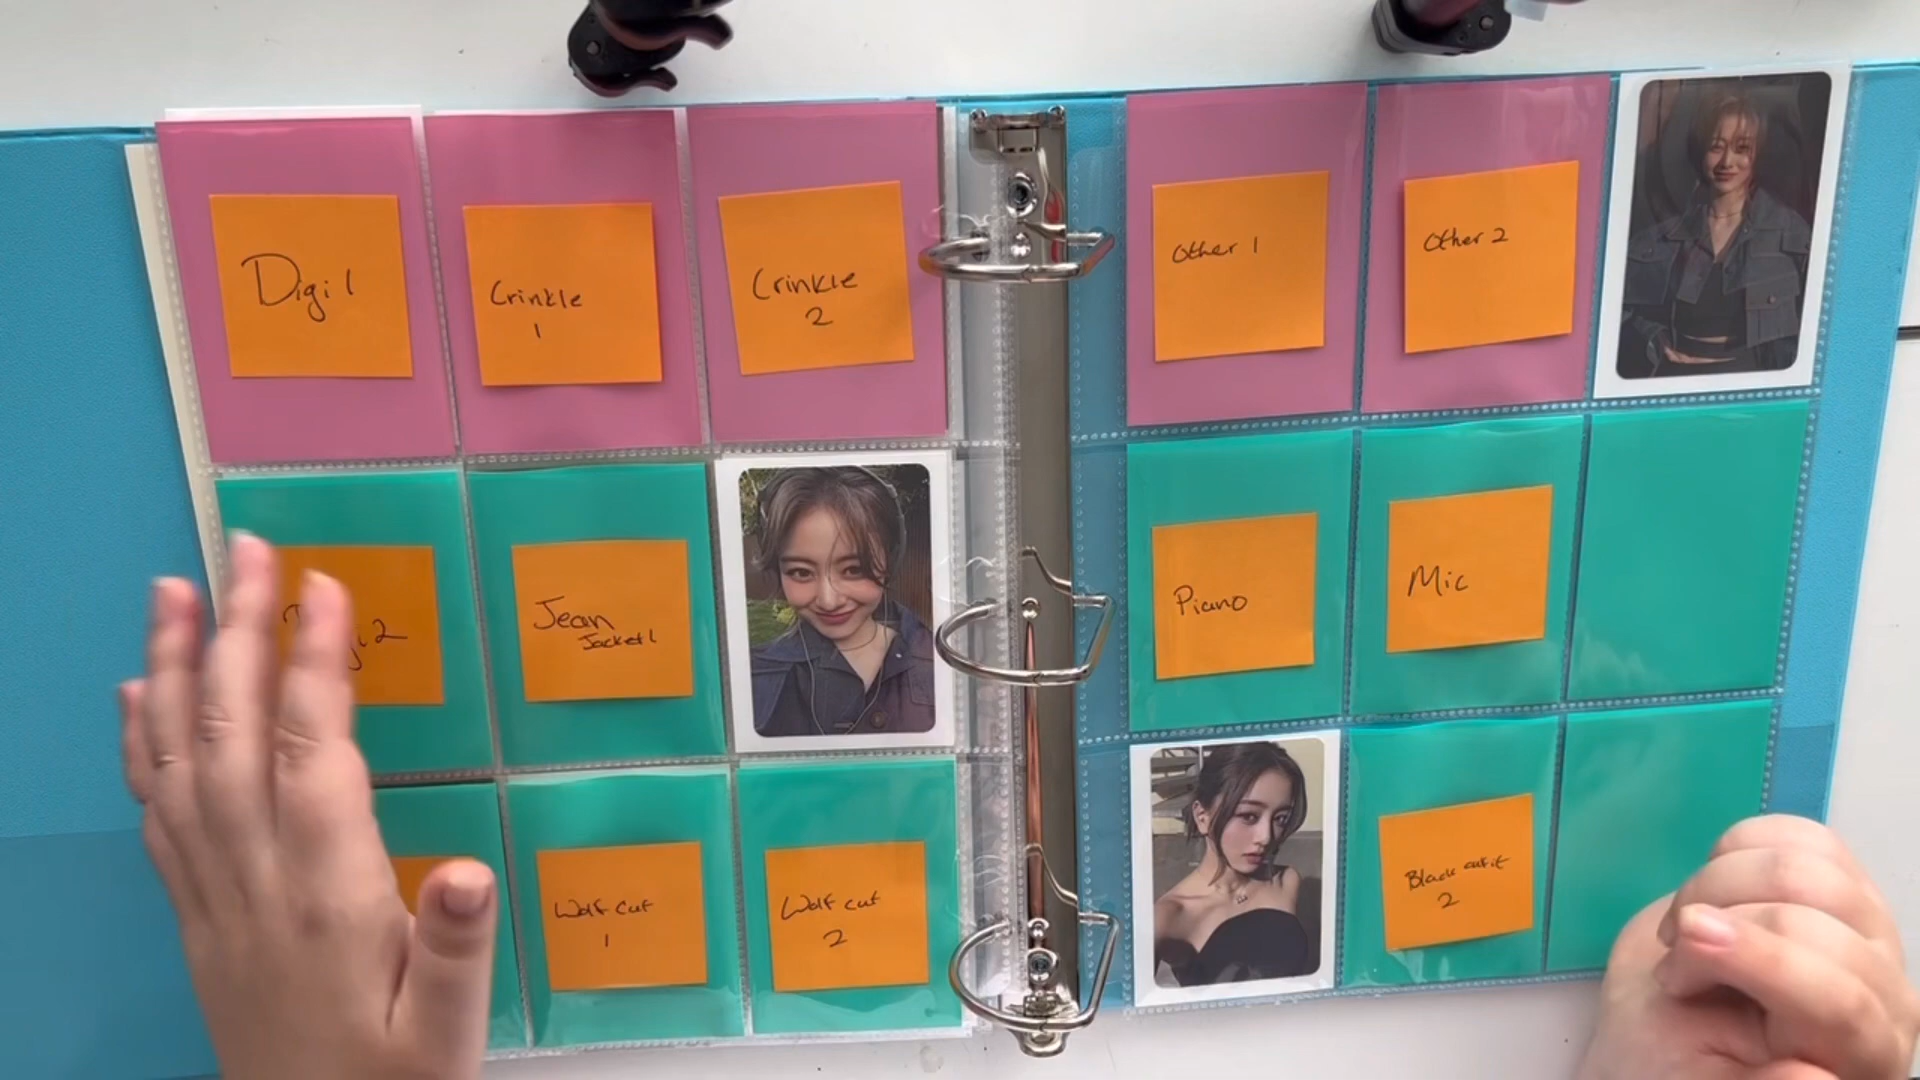 Digi 1
Crinkle
1
Crinkle
2
Other 1
Other 2
Jean
Jacket 1
Piano
Mic
Wolf cut
1
Wolf cut
2
Black outfit
2